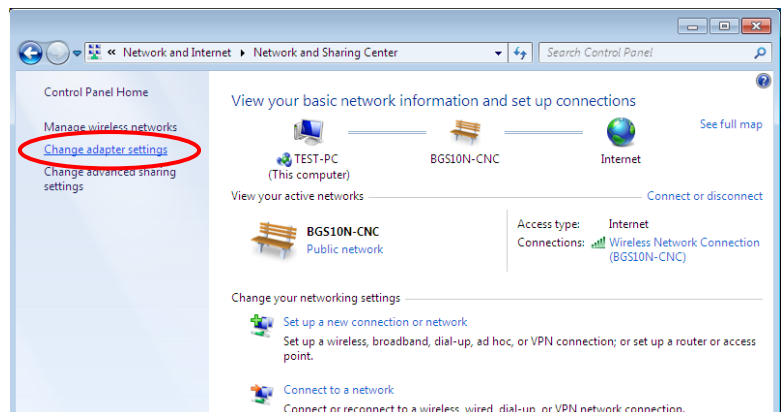 « Network and Internet ▸ Network and Sharing Center
Search Control Panel
Control Panel Home
Manage wireless networks
Change adapter settings
Change advanced sharing
settings
View your basic network information and set up connections
See full map
TEST-PC
(This computer)
BGS10N-CNC
Internet
View your active networks
Connect or disconnect
BGS10N-CNC
Public network
Access type: Internet
Connections: Wireless Network Connection
(BGS10N-CNC)
Change your networking settings
Set up a new connection or network
Set up a wireless, broadband, dial-up, ad hoc, or VPN connection; or set up a router or access
point.
Connect to a network
Connect or reconnect to a wireless, wired, dial-up, or VPN network connection.